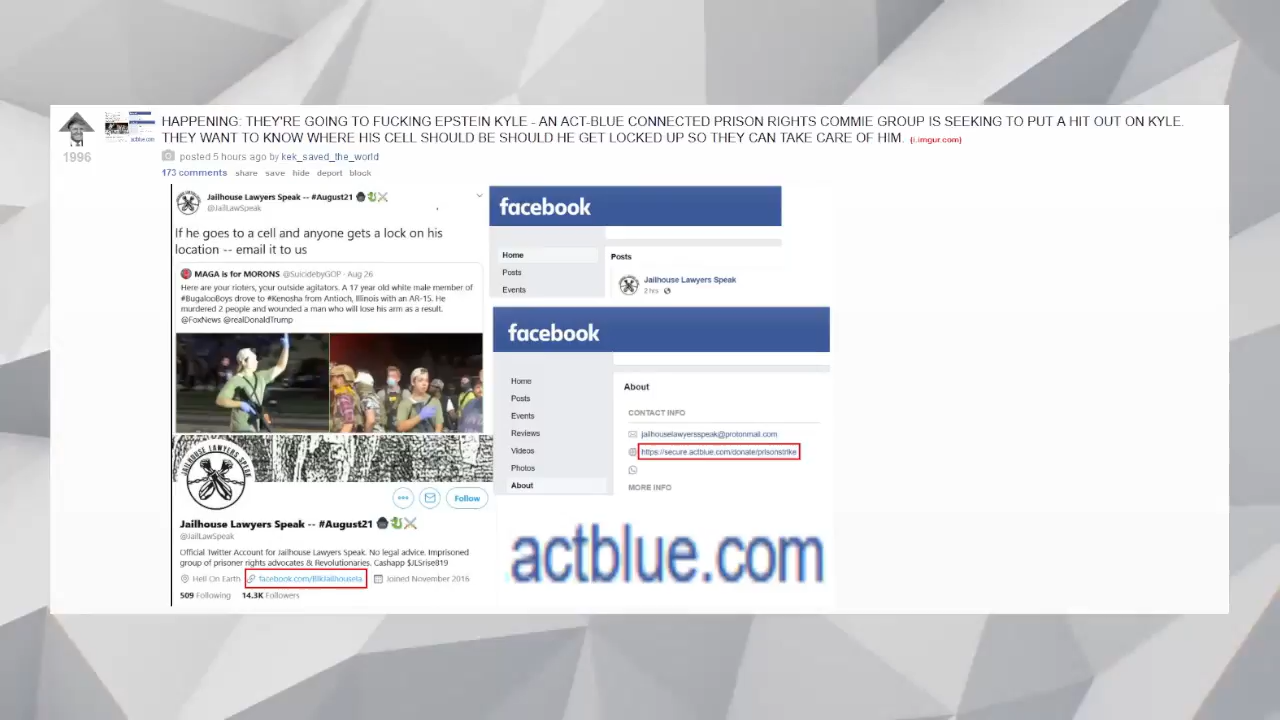 HAPPENING: THEY'RE GOING TO FUCKING EPSTEIN KYLE - AN ACT-BLUE CONNECTED PRISON RIGHTS COMMIE GROUP IS SEEKING TO PUT A HIT OUT ON KYLE.
THEY WANT TO KNOW WHERE HIS CELL SHOULD BE SHOULD HE GET LOCKED UP SO THEY CAN TAKE CARE OF HIM. (i.imgur.com)
1996
posted 5 hours ago by kek_saved_the_world
173 comments share save hide deport block
Jailhouse Lawyers Speak -- #August21
@JailLawSpeak
If he goes to a cell and anyone gets a lock on his
location -- email it to us
MAGA is for MORONS @SuicidebyGOP · Aug 26
Here are your rioters, your outside agitators. A 17 year old white male member of
#BugalooBoys drove to #Kenosha from Antioch, Illinois with an AR-15. He
murdered 2 people and wounded a man who will lose his arm as a result.
@FoxNews @realDonaldTrump
JAILHOUSE LAWYERS SPEAK
Follow
Jailhouse Lawyers Speak -- #August21
@JailLawSpeak
Official Twitter Account for Jailhouse Lawyers Speak. No legal advice. Imprisoned
group of prisoner rights advocates & Revolutionaries. Cashapp $JLSrise819
Hell On Earth facebook.com/BlkJailhousela Joined November 2016
509 Following 14.3K Followers
facebook
Home
Posts
Events
Posts
Jailhouse Lawyers Speak
2 hrs
facebook
Home
Posts
Events
Reviews
Videos
Photos
About
About
CONTACT INFO
jailhouselawyersspeak@protonmail.com
https://secure.actblue.com/donate/prisonstrike
MORE INFO
actblue.com